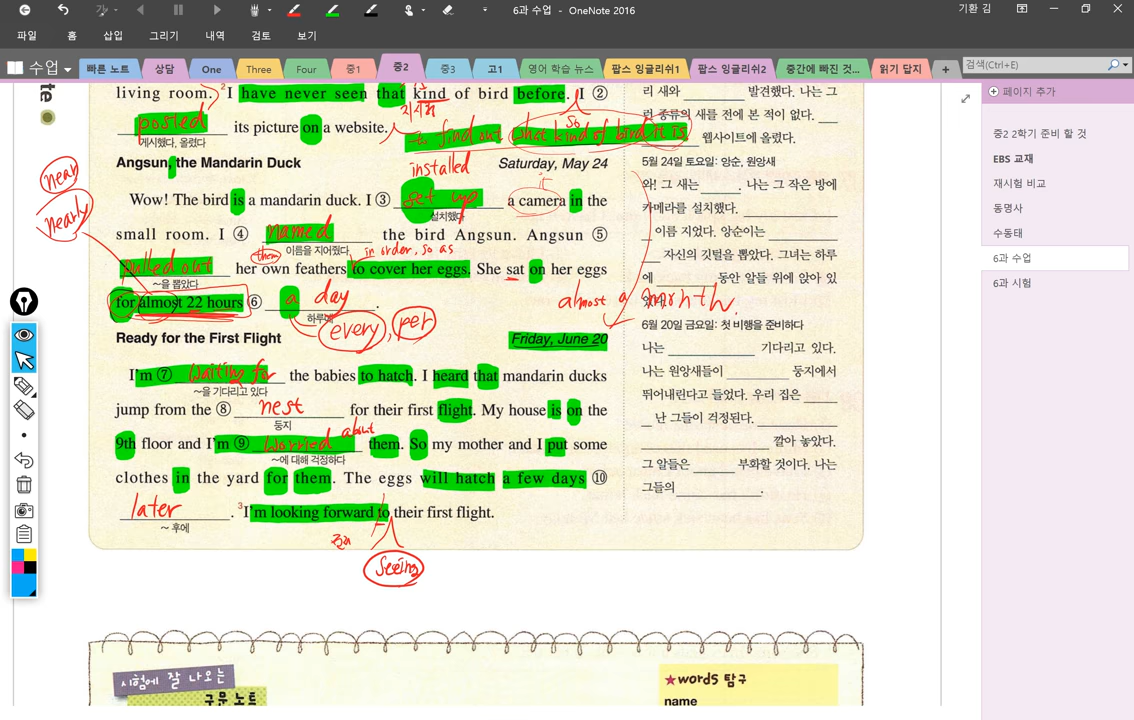 6과 수업 - OneNote 2016
기환 김
파일 홈 삽입 그리기 내역 검토 보기
수업 빠른 노트 상담 One Three Four 중1 중2 중3 고1 영어 학습 뉴스 팝스 잉글리쉬1 팝스 잉글리쉬2 중간에 빠진 것... 읽기 답지 +
검색(Ctrl+E)
페이지 추가
중2 2학기 준비 할 것
EBS 교재
재시험 비교
동명사
수동태
6과 수업
6과 시험
te
living room. 2 I have never seen that kind of bird before. I ②
so
posted its picture on a website.
게시했다, 올렸다
to find out what kind of bird it is
Angsun, the Mandarin Duck Saturday, May 24
near
nearly
installed
it
Wow! The bird is a mandarin duck. I ③ set up a camera in the
설치했다
small room. I ④ named the bird Angsun. Angsun ⑤
이름을 지어줬다
them
in order, so as
pulled out her own feathers to cover her eggs. She sat on her eggs
~을 뽑았다
for almost 22 hours ⑥ a day .
하루에
every, per
almost a month.
Ready for the First Flight Friday, June 20
I'm ⑦ waiting for the babies to hatch. I heard that mandarin ducks
~을 기다리고 있다
jump from the ⑧ nest for their first flight. My house is on the
둥지
9th floor and I'm ⑨ worried about them. So my mother and I put some
~에 대해 걱정하다
clothes in the yard for them. The eggs will hatch a few days ⑩
later . 3 I'm looking forward to their first flight.
~ 후에
seeing
리 새와 발견했다. 나는 그
런 종류의 새를 전에 본 적이 없다.
웹사이트에 올렸다.
5월 24일 토요일: 앙순, 원앙새
와! 그 새는 . 나는 그 작은 방에
카메라를 설치했다.
이름 지었다. 앙순이는
자신의 깃털을 뽑았다. 그녀는 하루
에 동안 알들 위에 앉아 있
6월 20일 금요일: 첫 비행을 준비하다
나는 기다리고 있다.
나는 원앙새들이 둥지에서
뛰어내린다고 들었다. 우리 집은
난 그들이 걱정된다.
깔아 놓았다.
그 알들은 부화할 것이다. 나는
그들의 .
시험에 잘 나오는
구문 노트
★words 탐구
name